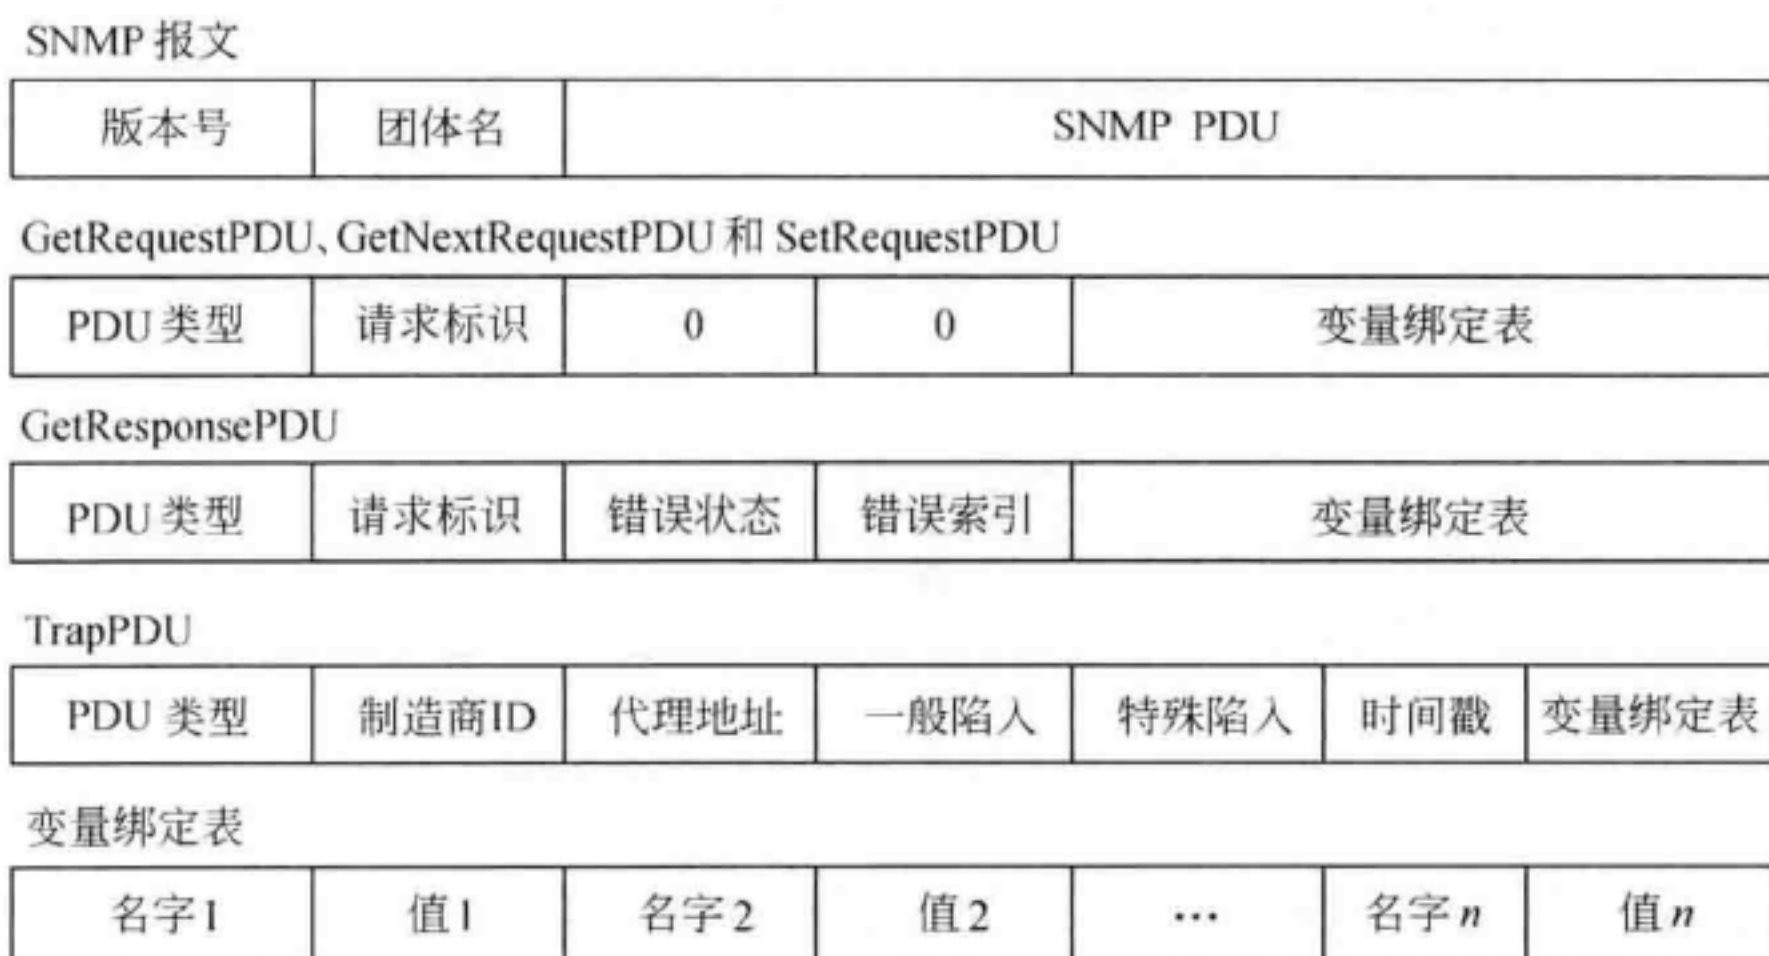 SNMP 报文
版本号 团体名 SNMP PDU
GetRequestPDU、GetNextRequestPDU 和 SetRequestPDU
PDU 类型 请求标识 0 0 变量绑定表
GetResponsePDU
PDU 类型 请求标识 错误状态 错误索引 变量绑定表
TrapPDU
PDU 类型 制造商ID 代理地址 一般陷入 特殊陷入 时间戳 变量绑定表
变量绑定表
名字1 值1 名字2 值2 … 名字n 值n